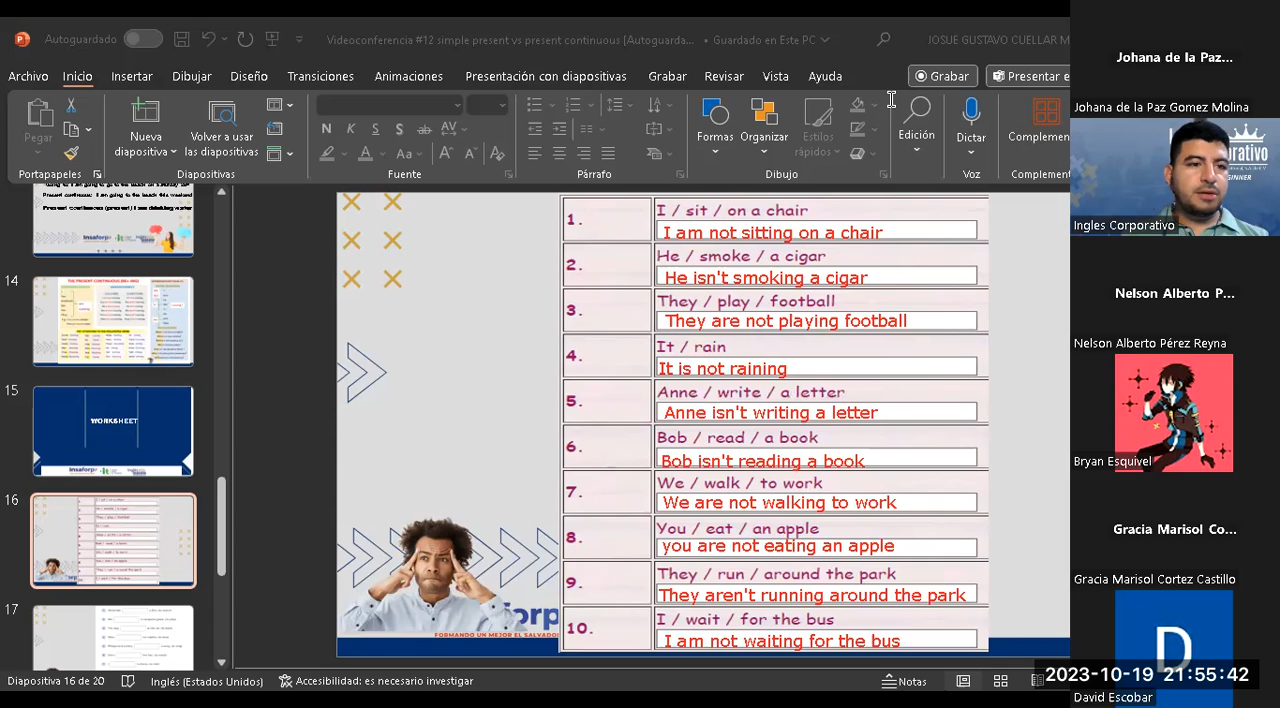 Autoguardado
Videoconferencia #12 simple present vs present continuous [Autoguarda... • Guardado en Este PC
JOSUE GUSTAVO CUELLAR M
Archivo Inicio Insertar Dibujar Diseño Transiciones Animaciones Presentación con diapositivas Grabar Revisar Vista Ayuda
Grabar
Presentar e
Pegar
Nueva diapositiva
Volver a usar las diapositivas
Formas
Organizar
Estilos rápidos
Edición
Dictar
Complemen
Portapapeles
Diapositivas
Fuente
Párrafo
Dibujo
Voz
Complement
14
15
WORKSHEET
16
17
1.
I / sit / on a chair
I am not sitting on a chair
2.
He / smoke / a cigar
He isn't smoking a cigar
They / play / football
They are not playing football
4.
It / rain
It is not raining
5.
Anne / write / a letter
Anne isn't writing a letter
6.
Bob / read / a book
Bob isn't reading a book
7.
We / walk / to work
We are not walking to work
8.
You / eat / an apple
you are not eating an apple
9.
They / run / around the park
They aren't running around the park
10.
I / wait / for the bus
I am not waiting for he bus
FORMANDO UN MEJOR EL SALVADOR
Diapositiva 16 de 20
Inglés (Estados Unidos)
Accesibilidad: es necesario investigar
Notas
Johana de la Paz...
Johana de la Paz Gomez Molina
Ingles Corporativo
Nelson Alberto P...
Nelson Alberto Pérez Reyna
Bryan Esquivel
Gracia Marisol Co...
Gracia Marisol Cortez Castillo
D
2023-10-19 21:55:42
David Escobar